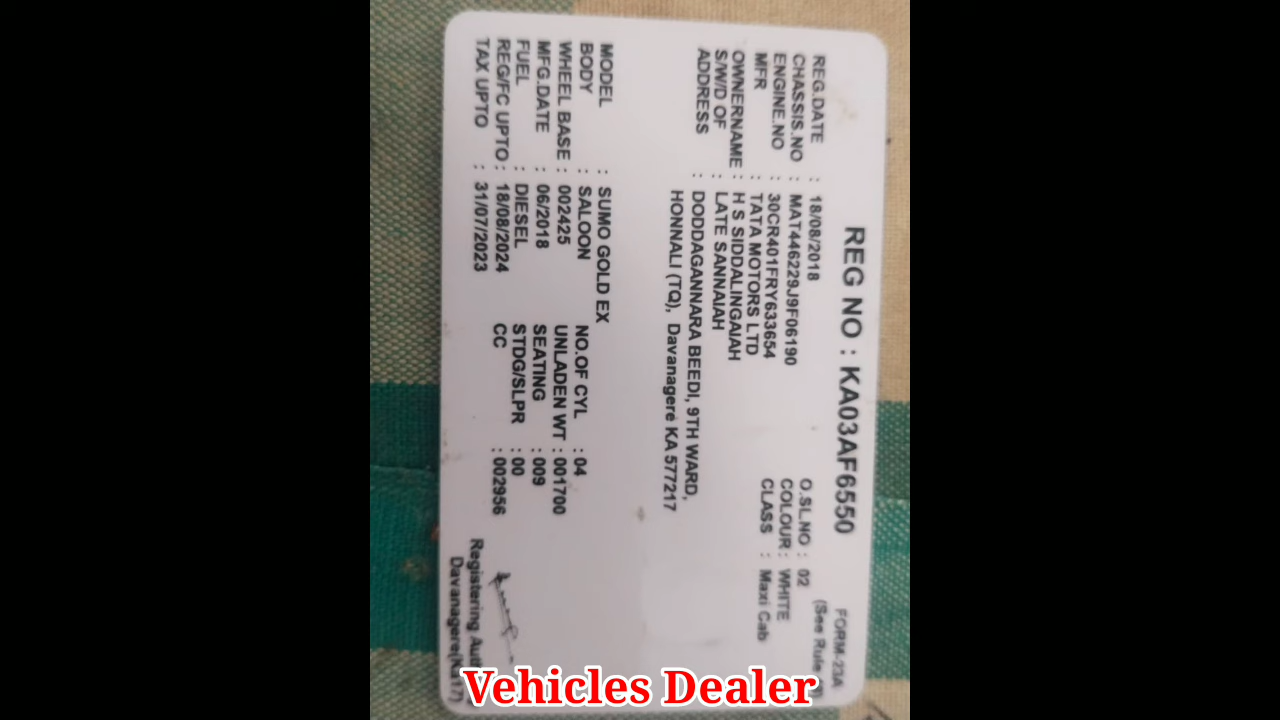 FORM-23A
(See Rule
REG NO : KA03AF6550
REG.DATE : 18/08/2018
CHASSIS.NO : MAT446229J9F06190 O.SL.NO : 02
ENGINE.NO : 30CR401FRY633654 COLOUR : WHITE
MFR : TATA MOTORS LTD CLASS : Maxi Cab
OWNERNAME : H S SIDDALINGAIAH
S/W/D OF : LATE SANNAIAH
ADDRESS : DODDAGANNARA BEEDI, 9TH WARD,
HONNALI (TQ), Davanagere KA 577217
MODEL : SUMO GOLD EX
BODY : SALOON NO.OF CYL : 04
WHEEL BASE : 002425 UNLADEN WT : 001700
MFG.DATE : 06/2018 SEATING : 009
FUEL : DIESEL STDG/SLPR : 00
REG/FC UPTO : 18/08/2024 CC : 002956
TAX UPTO : 31/07/2023
Registering
Davanagere
Vehicles Dealer